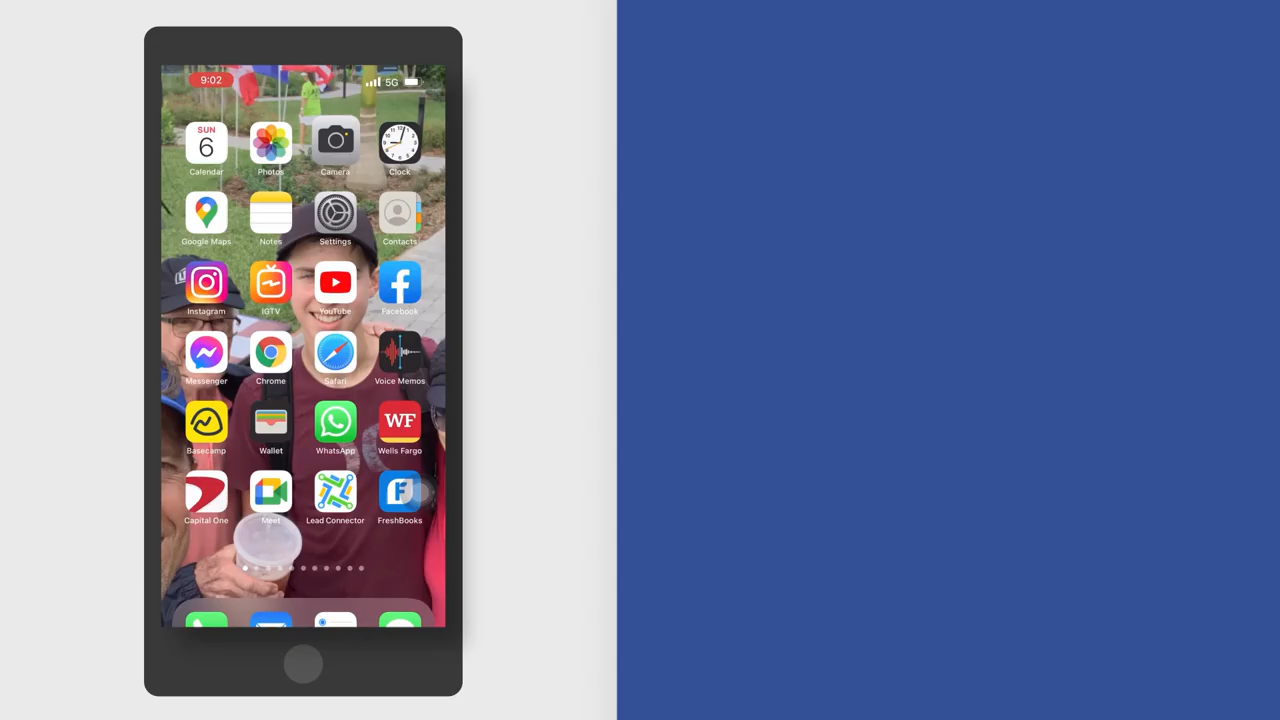 9:02 5G
SUN
6
Calendar Photos Camera Clock
Google Maps Notes Settings Contacts
Instagram IGTV YouTube Facebook
Messenger Chrome Safari Voice Memos
WF
Basecamp Wallet WhatsApp Wells Fargo
F
Capital One Meet Lead Connector FreshBooks